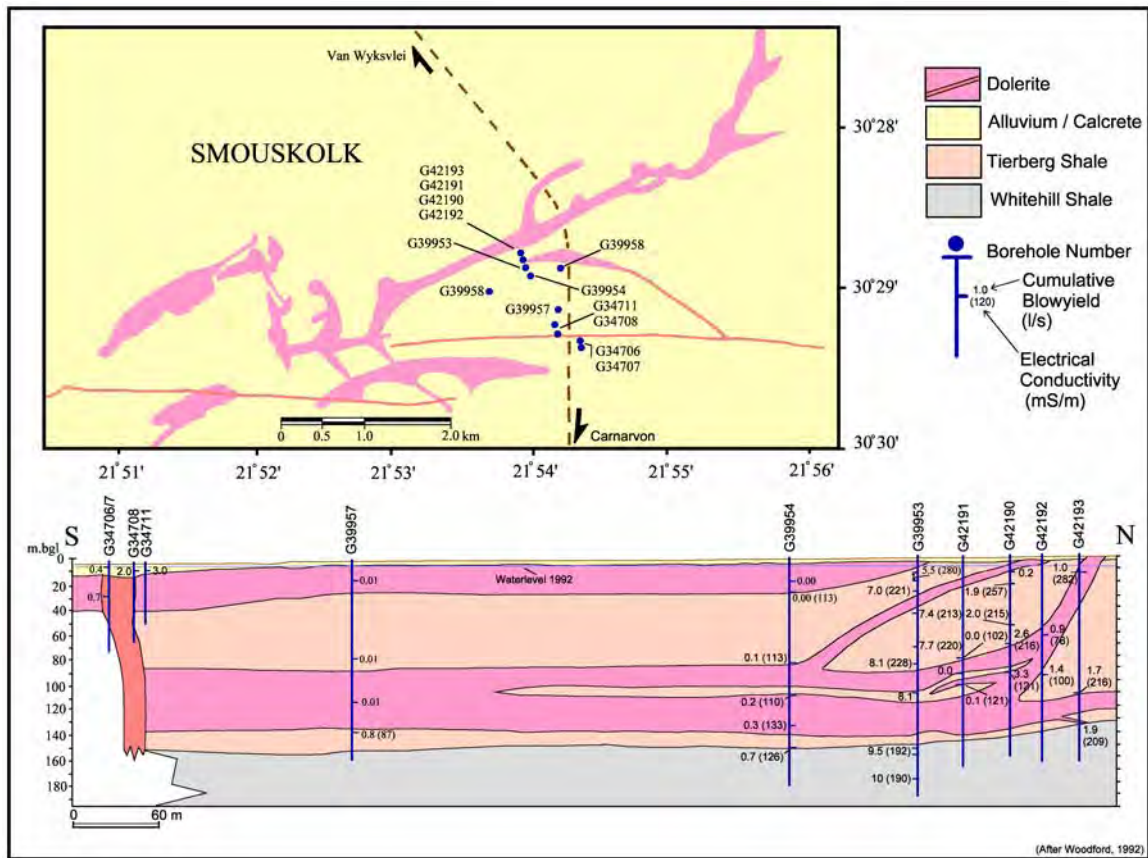 Van Wyksvlei
SMOUSKOLK
G42193
G42191
G42190
G42192
G39953
G39958
G39958
G39954
G39957
G34711
G34708
G34706
G34707
0 0.5 1.0 2.0 km
Carnarvon
30°28'
30°29'
30°30'
21°51' 21°52' 21°53' 21°54' 21°55' 21°56'
Dolerite
Alluvium / Calcrete
Tierberg Shale
Whitehill Shale
Borehole Number
1.0
(120)
Cumulative
Blowyield
(l/s)
Electrical
Conductivity
(mS/m)
S
N
m.bgl
G34706/7
G34708
G34711
G39957
G39954
G39953
G42191
G42190
G42192
G42193
0
20
40
60
80
100
120
140
160
180
0.4
2.0
3.0
0.7
0.01
0.01
0.01
0.8 (87)
Waterlevel 1992
0.00
0.00 (113)
0.1 (113)
0.2 (110)
0.3 (133)
0.7 (126)
5.5 (280)
7.0 (221)
7.4 (213)
7.7 (220)
8.1 (228)
8.1
9.5 (192)
10 (190)
1.9 (257)
2.0 (215)
0.0 (102)
0.0
0.1 (121)
0.2
2.6
(216)
3.3
(121)
1.0
(282)
0.9
(78)
1.4
(100)
1.7
(216)
1.9
(209)
0 60 m
(After Woodford, 1992)